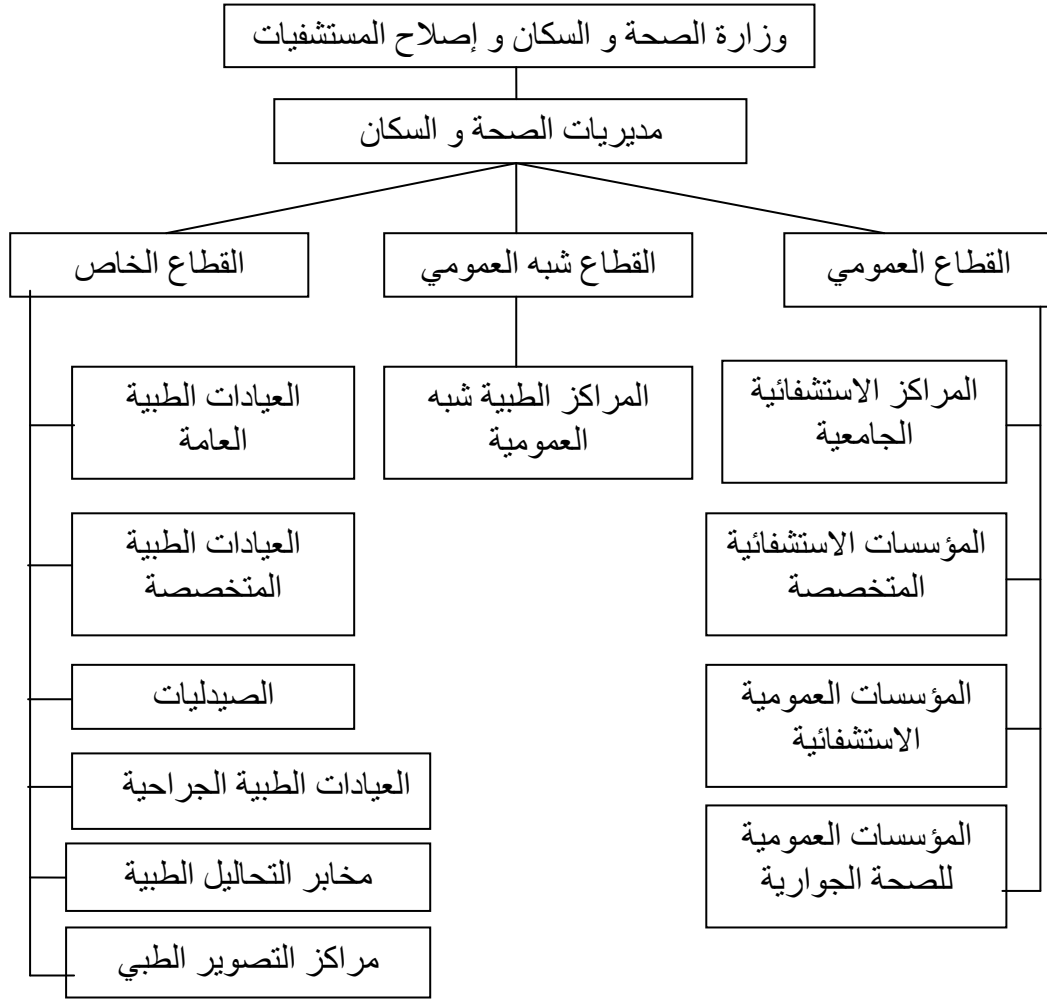 وزارة الصحة و السكان و إصلاح المستشفيات
مديريات الصحة و السكان
القطاع العمومي
القطاع شبه العمومي
القطاع الخاص
المراكز الاستشفائية
الجامعية
المؤسسات الاستشفائية
المتخصصة
المؤسسات العمومية
الاستشفائية
المؤسسات العمومية
للصحة الجوارية
المراكز الطبية شبه
العمومية
العيادات الطبية
العامة
العيادات الطبية
المتخصصة
الصيدليات
العيادات الطبية الجراحية
مخابر التحاليل الطبية
مراكز التصوير الطبي